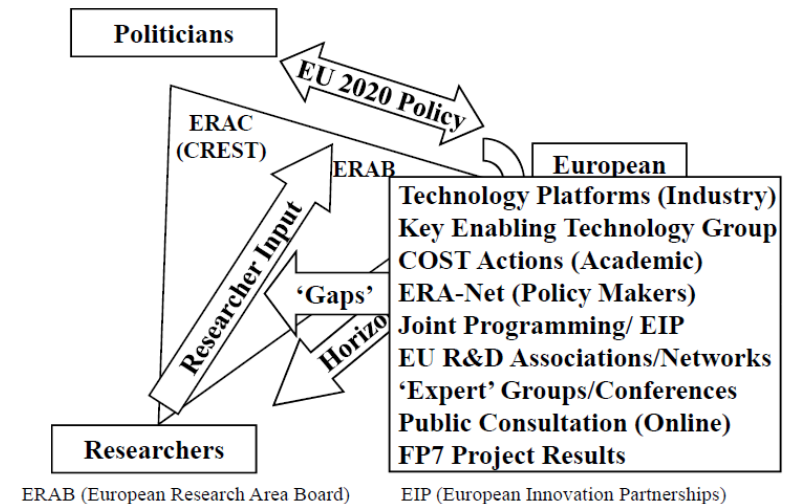 Politicians
EU 2020 Policy
ERAC
(CREST)
ERAB
European
Researcher Input
‘Gaps’
Horizo
Technology Platforms (Industry)
Key Enabling Technology Group
COST Actions (Academic)
ERA-Net (Policy Makers)
Joint Programming/ EIP
EU R&D Associations/Networks
‘Expert’ Groups/Conferences
Public Consultation (Online)
FP7 Project Results
Researchers
ERAB (European Research Area Board)
EIP (European Innovation Partnerships)